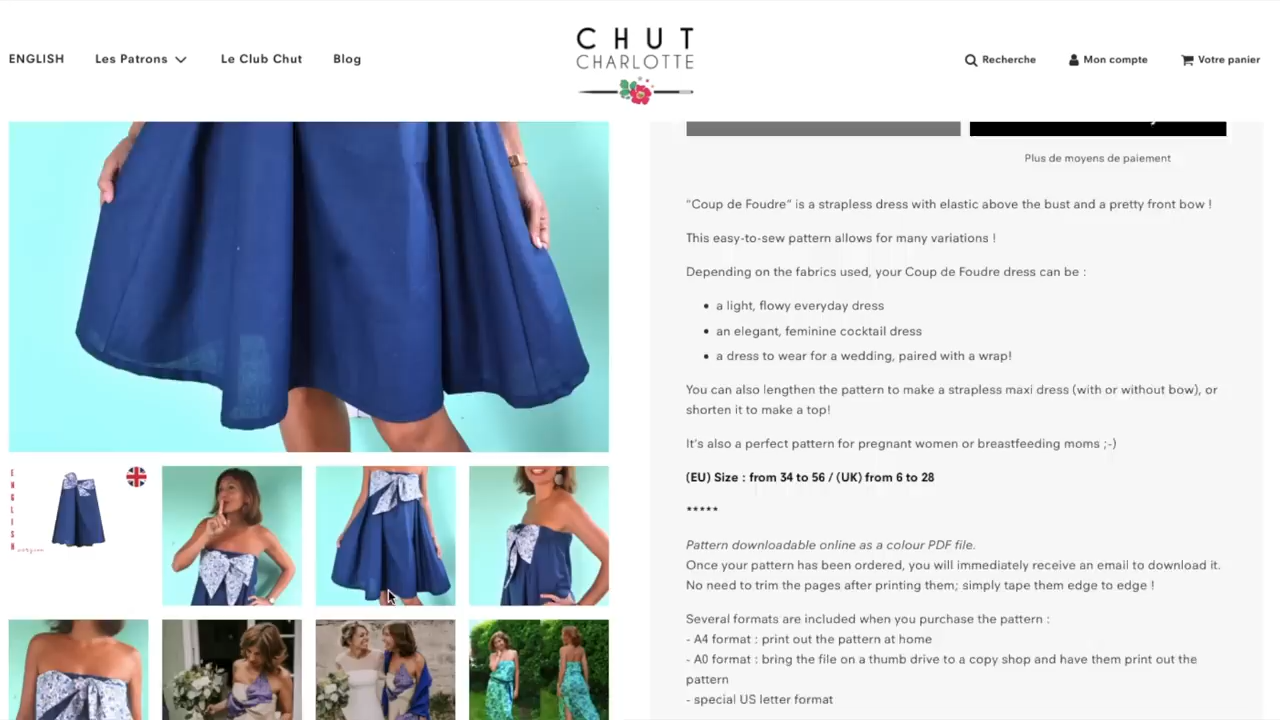 ENGLISH
Les Patrons
Le Club Chut
Blog
CHUT
CHARLOTTE
Recherche
Mon compte
Votre panier
Plus de moyens de paiement
“Coup de Foudre” is a strapless dress with elastic above the bust and a pretty front bow !
This easy-to-sew pattern allows for many variations !
Depending on the fabrics used, your Coup de Foudre dress can be :
• a light, flowy everyday dress
• an elegant, feminine cocktail dress
• a dress to wear for a wedding, paired with a wrap!
You can also lengthen the pattern to make a strapless maxi dress (with or without bow), or
shorten it to make a top!
It's also a perfect pattern for pregnant women or breastfeeding moms ;-)
(EU) Size : from 34 to 56 / (UK) from 6 to 28
*****
Pattern downloadable online as a colour PDF file.
Once your pattern has been ordered, you will immediately receive an email to download it.
No need to trim the pages after printing them; simply tape them edge to edge !
Several formats are included when you purchase the pattern :
- A4 format : print out the pattern at home
- A0 format : bring the file on a thumb drive to a copy shop and have them print out the
pattern
- special US letter format
ENGLISH